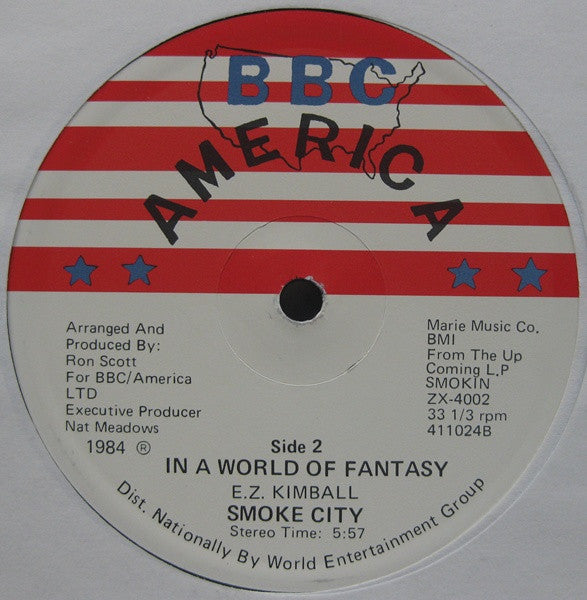 BBC
AMERICA
Arranged And
Produced By:
Ron Scott
For BBC/America
LTD
Executive Producer
Nat Meadows
1984 ®
Marie Music Co.
BMI
From The Up
Coming L.P
SMOKIN
ZX-4002
33 1/3 rpm
411024B
Side 2
IN A WORLD OF FANTASY
E.Z. KIMBALL
SMOKE CITY
Stereo Time: 5:57
Dist. Nationally By World Entertainment Group